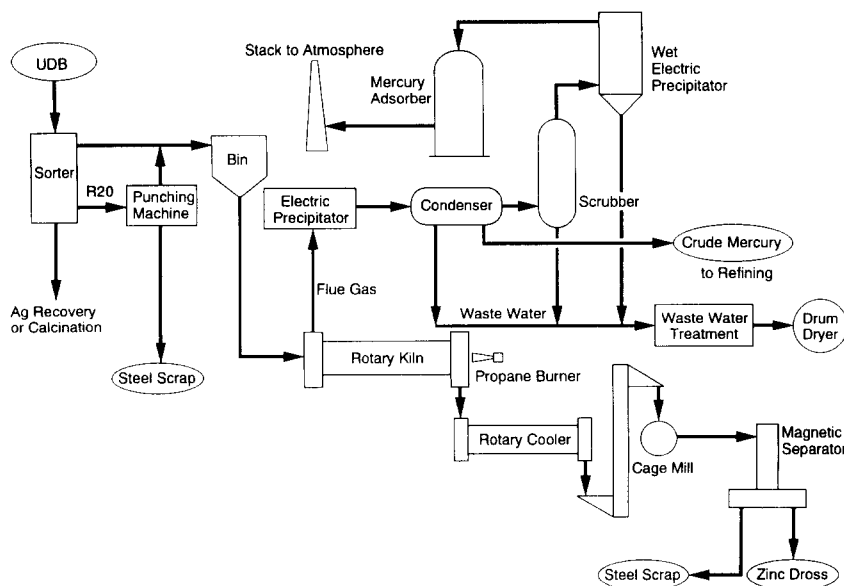 UDB
Stack to Atmosphere
Mercury
Adsorber
Wet
Electric
Precipitator
Sorter
R20
Punching
Machine
Bin
Electric
Precipitator
Condenser
Scrubber
Crude Mercury
to Refining
Flue Gas
Ag Recovery
or Calcination
Waste Water
Waste Water
Treatment
Drum
Dryer
Steel Scrap
Rotary Kiln
Propane Burner
Rotary Cooler
Cage Mill
Magnetic
Separator
Steel Scrap
Zinc Dross